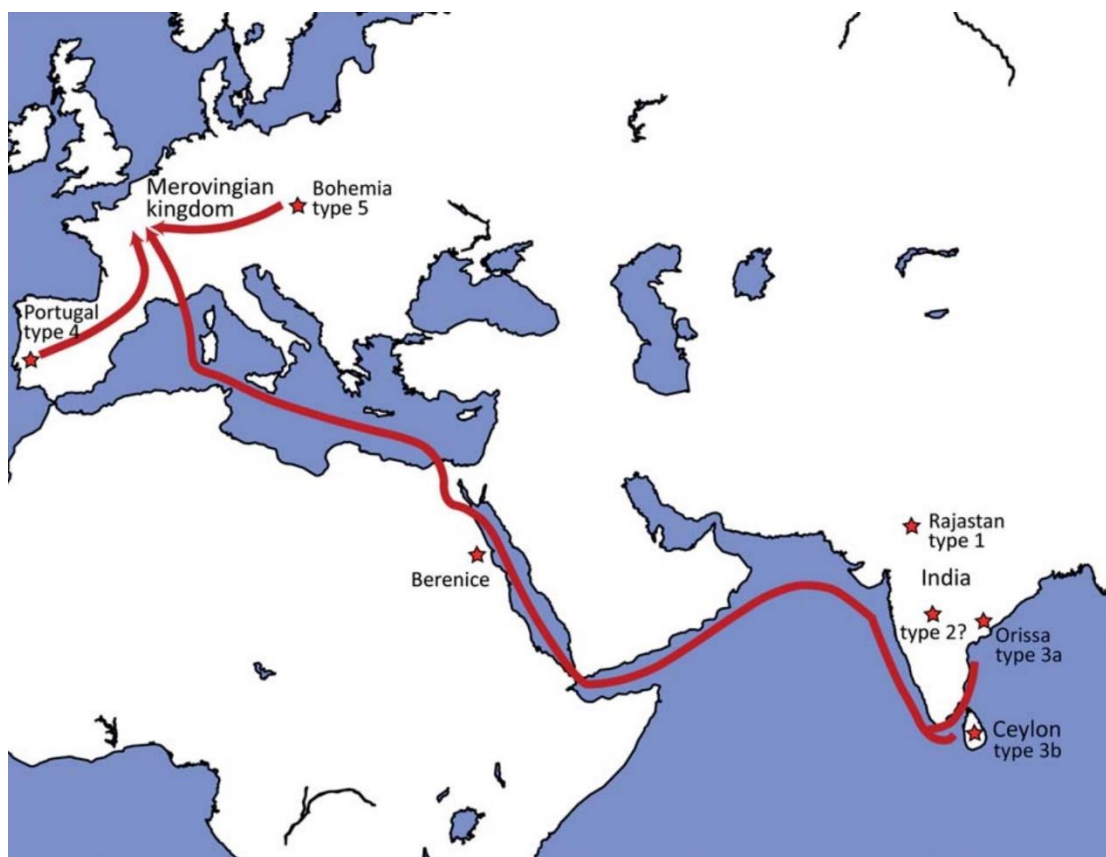 Merovingian
kingdom
Bohemia
type 5
Portugal
type 4
Berenice
Rajastan
type 1
India
type 2?
Orissa
type 3a
Ceylon
type 3b